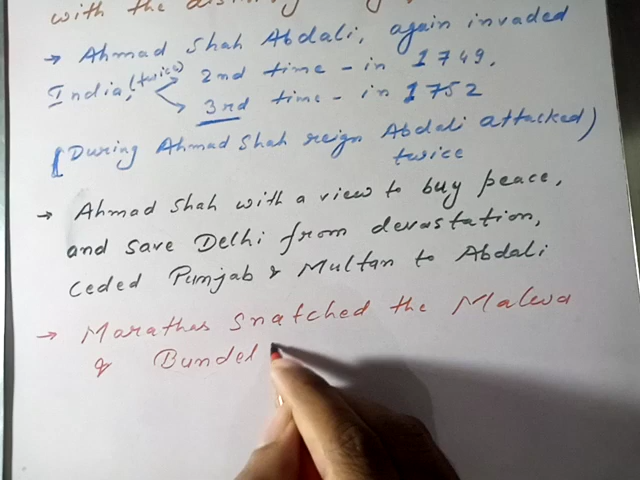 with the
→ Ahmad Shah Abdali, again invaded
India, (twice) 2nd time - in 1749.
3rd time - in 1752
[During Ahmad Shah reign Abdali attacked)
twice
→ Ahmad Shah with a view to buy peace,
and save Delhi from devastation,
Ceded Punjab & Multan to Abdali
→ Marathas Snatched the Malwa
& Bundel